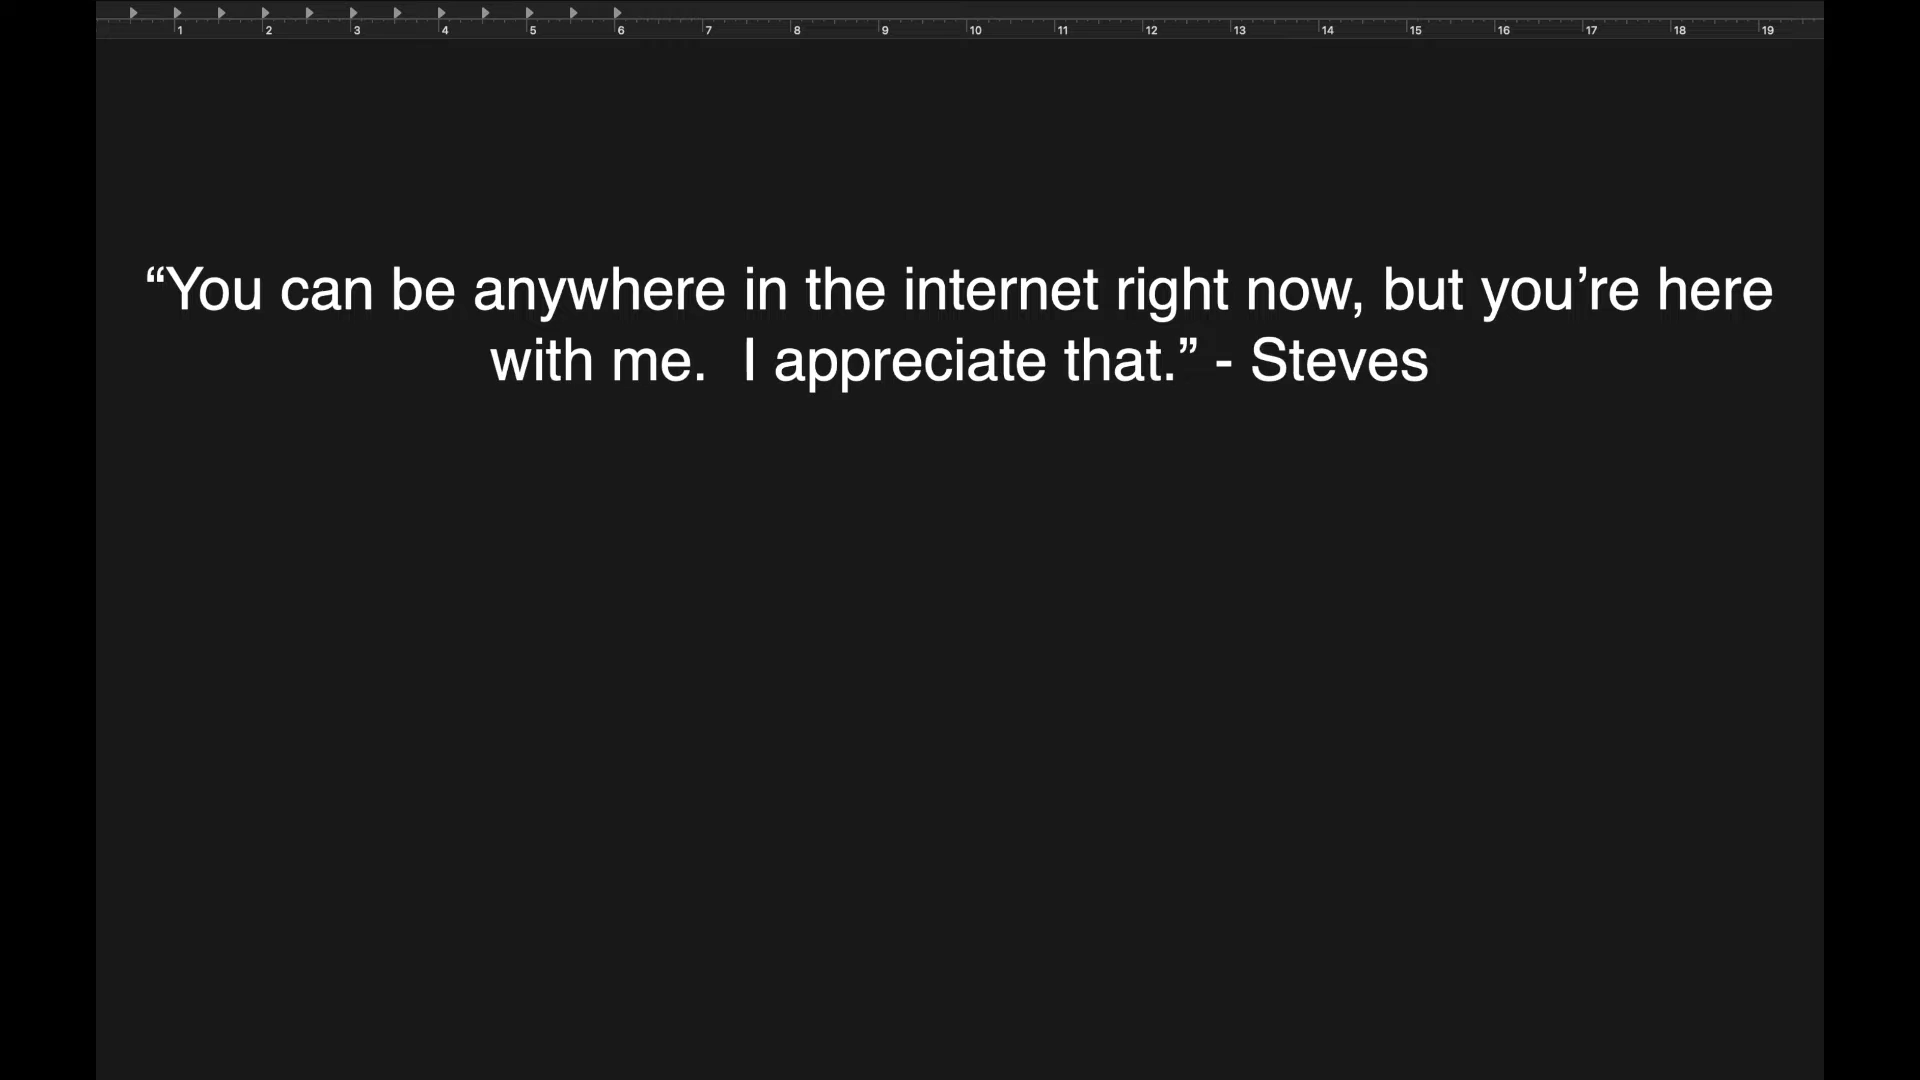 1 2 3 4 5 6 7 8 9 10 11 12 13 14 15 16 17 18 19
“You can be anywhere in the internet right now, but you’re here
with me.  I appreciate that.” - Steves